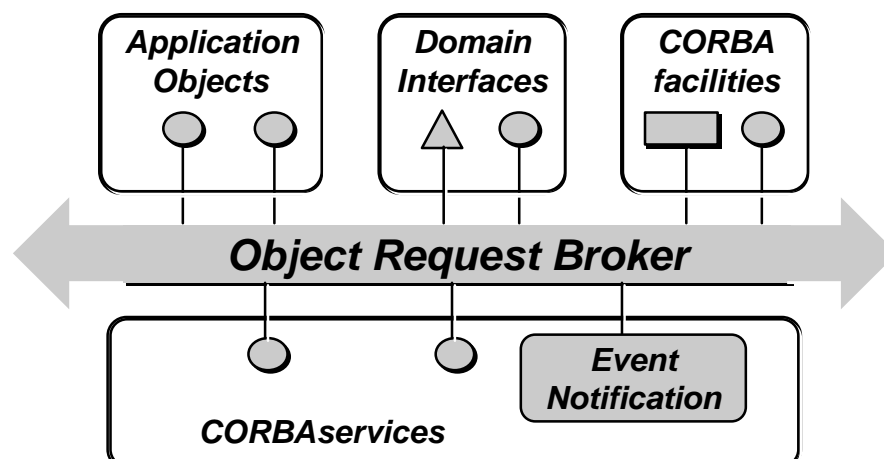 Application
Objects
Domain
Interfaces
CORBA
facilities
Object Request Broker
Event
Notification
CORBAservices